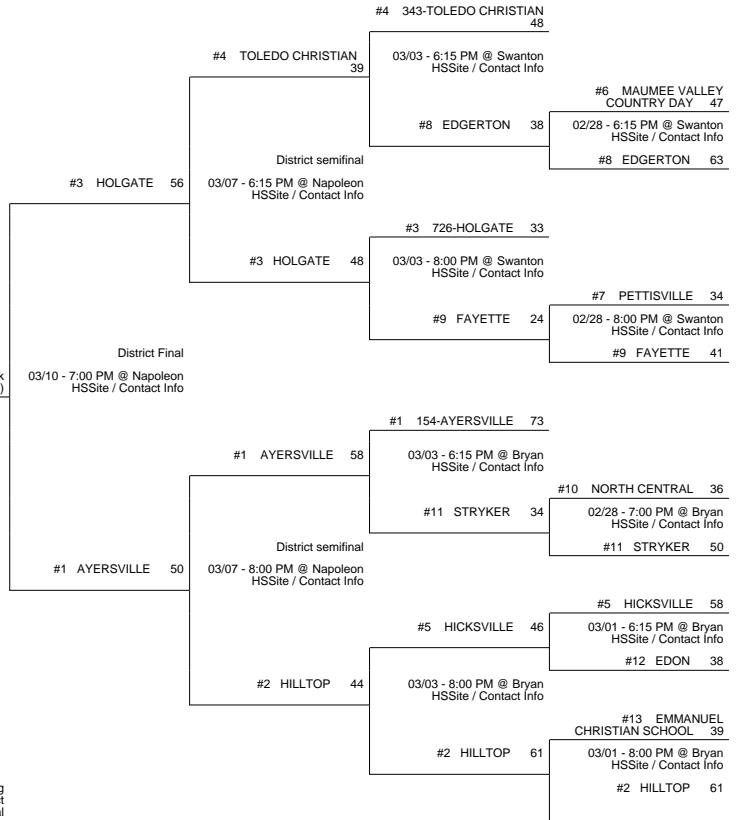 #4 343-TOLEDO CHRISTIAN
48
#4 TOLEDO CHRISTIAN
39
03/03 - 6:15 PM @ Swanton
HSSite / Contact Info
#6 MAUMEE VALLEY
COUNTRY DAY 47
#8 EDGERTON 38
02/28 - 6:15 PM @ Swanton
HSSite / Contact Info
#8 EDGERTON 63
District semifinal
#3 HOLGATE 56
03/07 - 6:15 PM @ Napoleon
HSSite / Contact Info
#3 726-HOLGATE 33
#3 HOLGATE 48
03/03 - 8:00 PM @ Swanton
HSSite / Contact Info
#7 PETTISVILLE 34
#9 FAYETTE 24
02/28 - 8:00 PM @ Swanton
HSSite / Contact Info
#9 FAYETTE 41
District Final
k
03/10 - 7:00 PM @ Napoleon
)
HSSite / Contact Info
#1 154-AYERSVILLE 73
#1 AYERSVILLE 58
03/03 - 6:15 PM @ Bryan
HSSite / Contact Info
#10 NORTH CENTRAL 36
#11 STRYKER 34
02/28 - 7:00 PM @ Bryan
HSSite / Contact Info
#11 STRYKER 50
District semifinal
#1 AYERSVILLE 50
03/07 - 8:00 PM @ Napoleon
HSSite / Contact Info
#5 HICKSVILLE 58
#5 HICKSVILLE 46
03/01 - 6:15 PM @ Bryan
HSSite / Contact Info
#12 EDON 38
#2 HILLTOP 44
03/03 - 8:00 PM @ Bryan
HSSite / Contact Info
#13 EMMANUEL
CHRISTIAN SCHOOL 39
#2 HILLTOP 61
03/01 - 8:00 PM @ Bryan
HSSite / Contact Info
#2 HILLTOP 61
g
ct
al